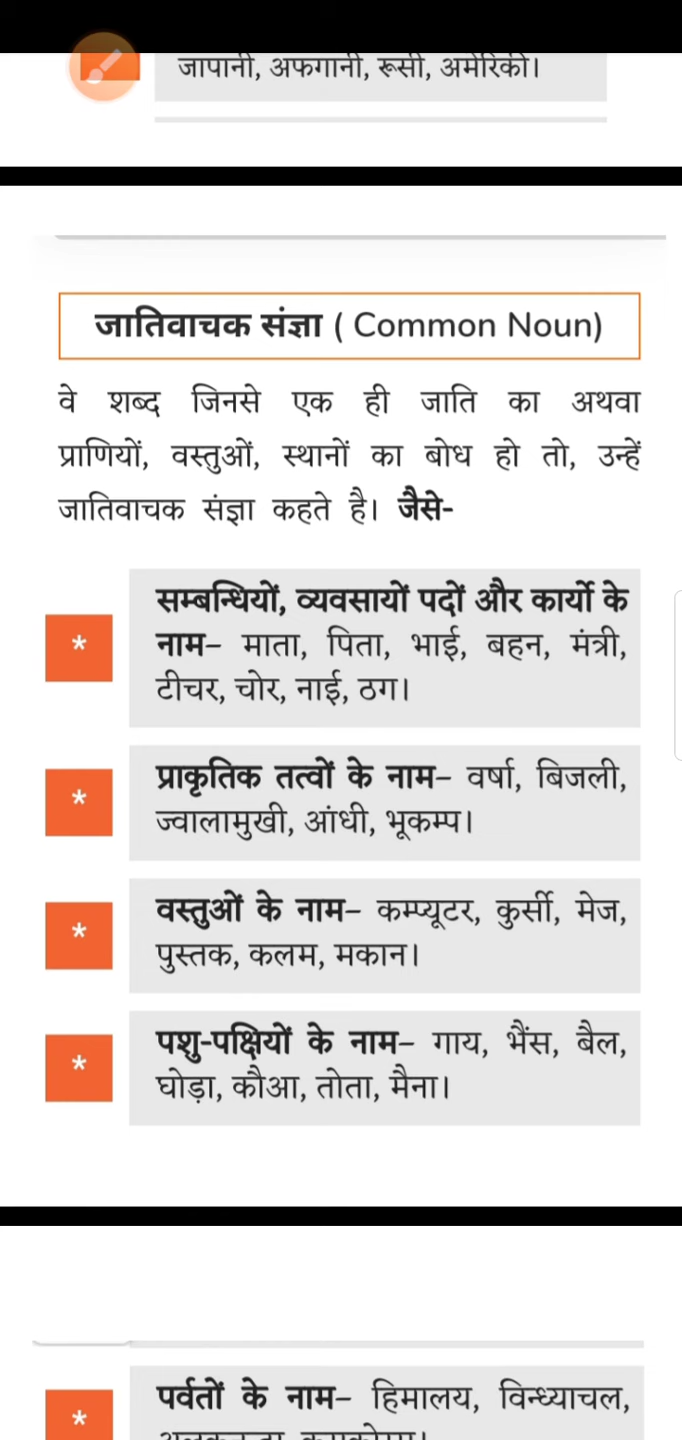 जापानी, अफगानी, रूसी, अमेरिकी।
जातिवाचक संज्ञा ( Common Noun)
वे शब्द जिनसे एक ही जाति का अथवा
प्राणियों, वस्तुओं, स्थानों का बोध हो तो, उन्हें
जातिवाचक संज्ञा कहते है। जैसे-
सम्बन्धियों, व्यवसायों पदों और कार्यो के
* नाम– माता, पिता, भाई, बहन, मंत्री,
टीचर, चोर, नाई, ठग।
* प्राकृतिक तत्वों के नाम– वर्षा, बिजली,
ज्वालामुखी, आंधी, भूकम्प।
* वस्तुओं के नाम– कम्प्यूटर, कुर्सी, मेज,
पुस्तक, कलम, मकान।
* पशु-पक्षियों के नाम– गाय, भैंस, बैल,
घोड़ा, कौआ, तोता, मैना।
* पर्वतों के नाम– हिमालय, विन्ध्याचल,